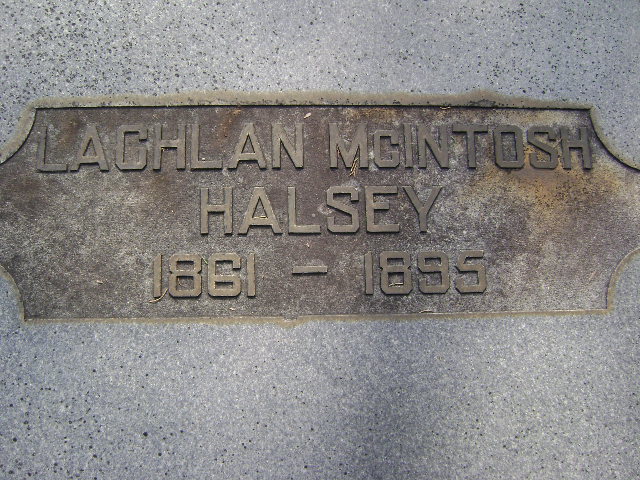 LACHLAN McINTOSH
HALSEY
1861 - 1895